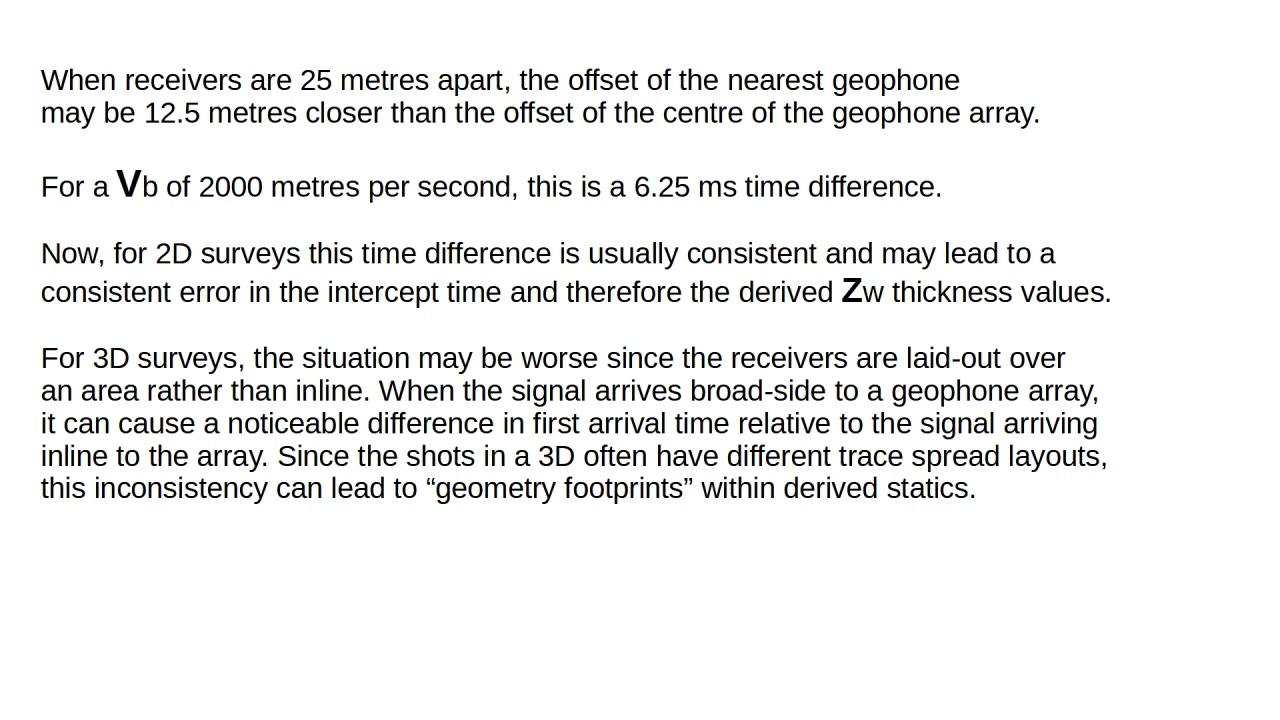 When receivers are 25 metres apart, the offset of the nearest geophone
may be 12.5 metres closer than the offset of the centre of the geophone array.
For a Vb of 2000 metres per second, this is a 6.25 ms time difference.
Now, for 2D surveys this time difference is usually consistent and may lead to a
consistent error in the intercept time and therefore the derived Zw thickness values.
For 3D surveys, the situation may be worse since the receivers are laid-out over
an area rather than inline. When the signal arrives broad-side to a geophone array,
it can cause a noticeable difference in first arrival time relative to the signal arriving
inline to the array. Since the shots in a 3D often have different trace spread layouts,
this inconsistency can lead to “geometry footprints” within derived statics.